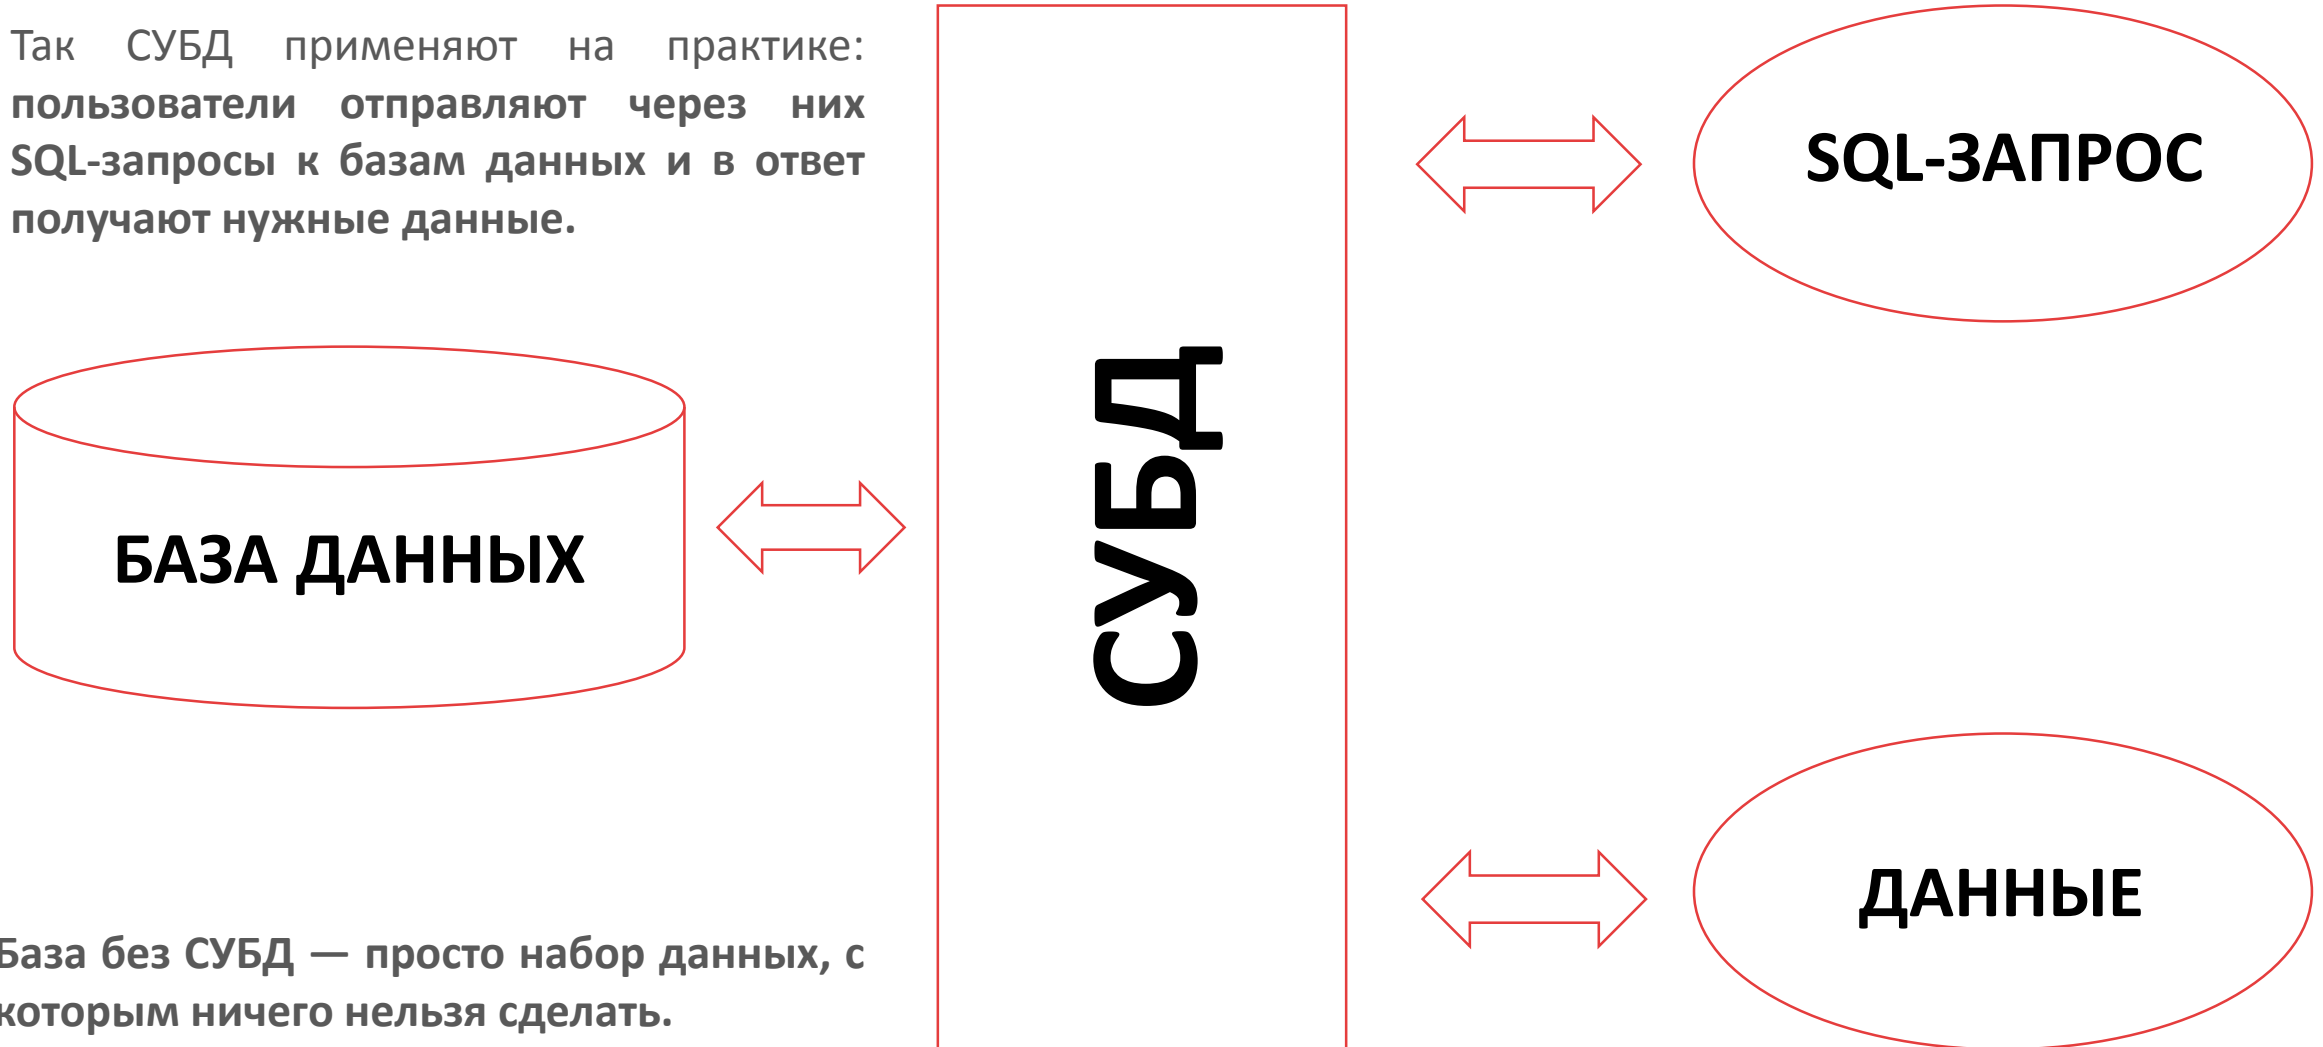 Так СУБД применяют на практике:
пользователи отправляют через них
SQL-запросы к базам данных и в ответ
получают нужные данные.
SQL-ЗАПРОС
СУБД
БАЗА ДАННЫХ
ДАННЫЕ
База без СУБД — просто набор данных, с
которым ничего нельзя сделать.